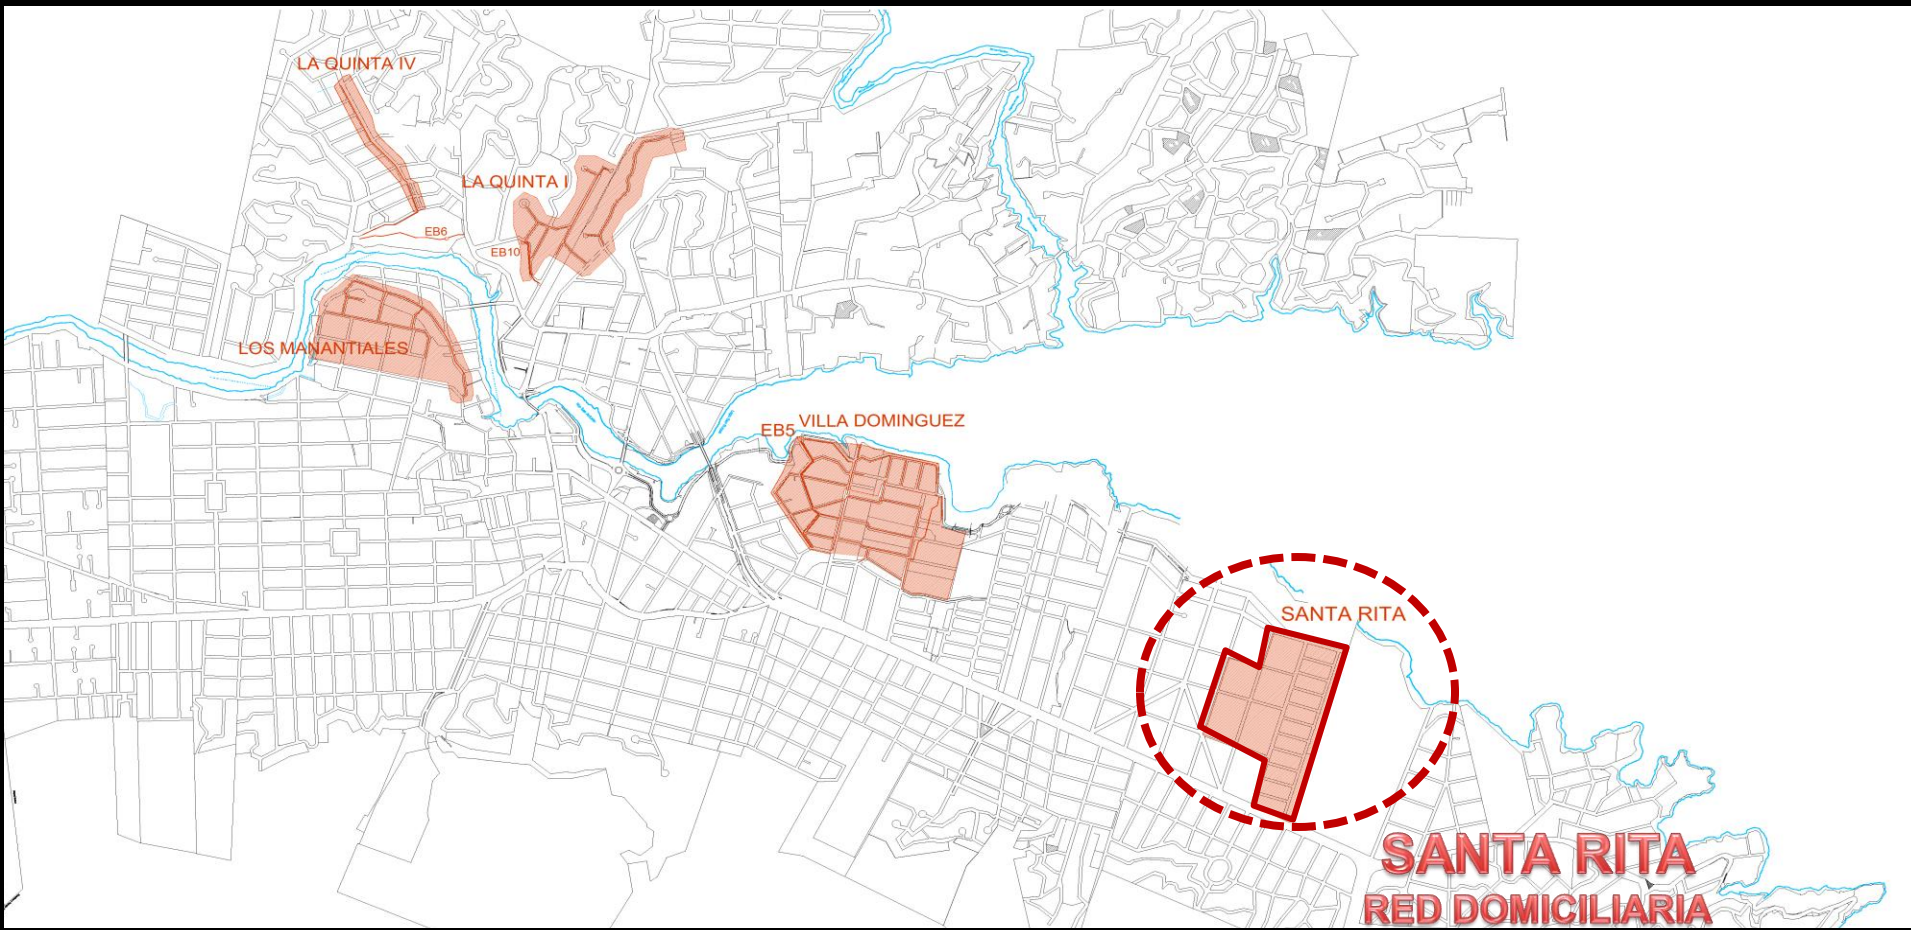 LA QUINTA IV
LA QUINTA I
EB6
EB10
LOS MANANTIALES
EB5
VILLA DOMINGUEZ
SANTA RITA
SANTA RITA
RED DOMICILIARIA